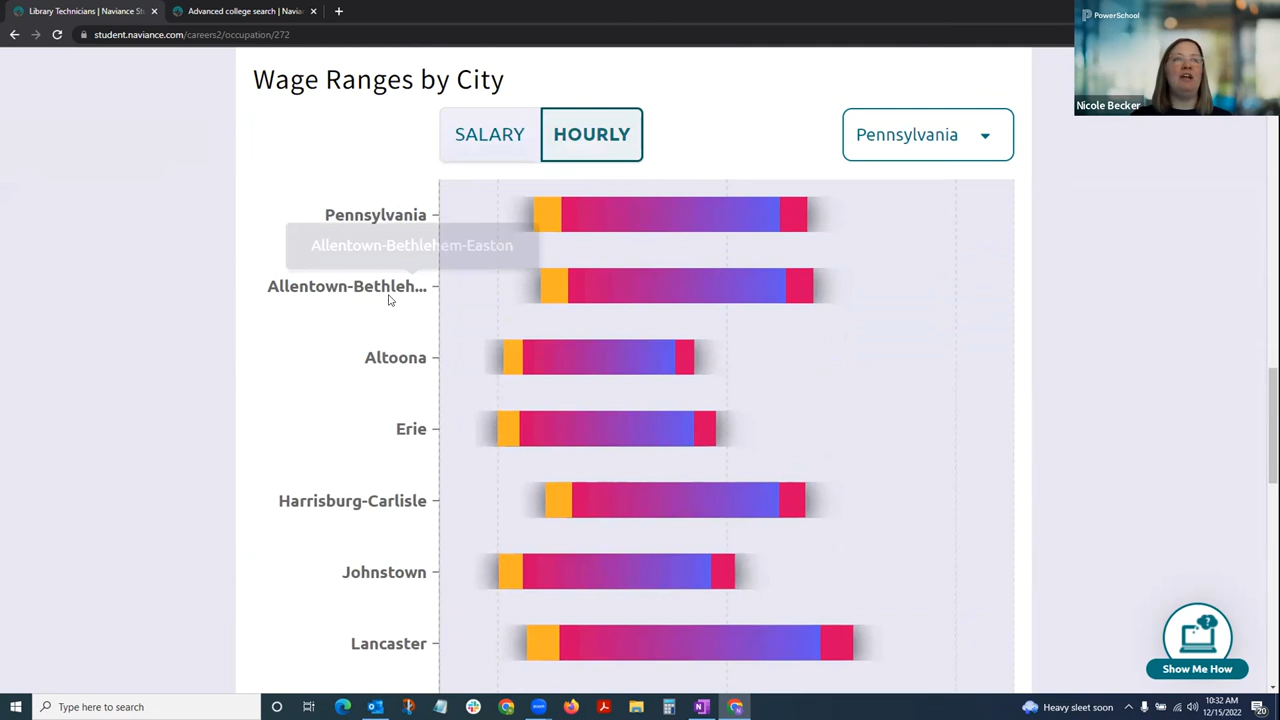 Library Technicians | Naviance Stu
Advanced college search | Navia
student.naviance.com/careers2/occupation/272
PowerSchool
Nicole Becker
Wage Ranges by City
SALARY
HOURLY
Pennsylvania
Pennsylvania
Allentown-Bethlehem-Easton
Allentown-Bethleh...
Altoona
Erie
Harrisburg-Carlisle
Johnstown
Lancaster
Show Me How
Type here to search
Heavy sleet soon
10:32 AM
12/15/2022
20